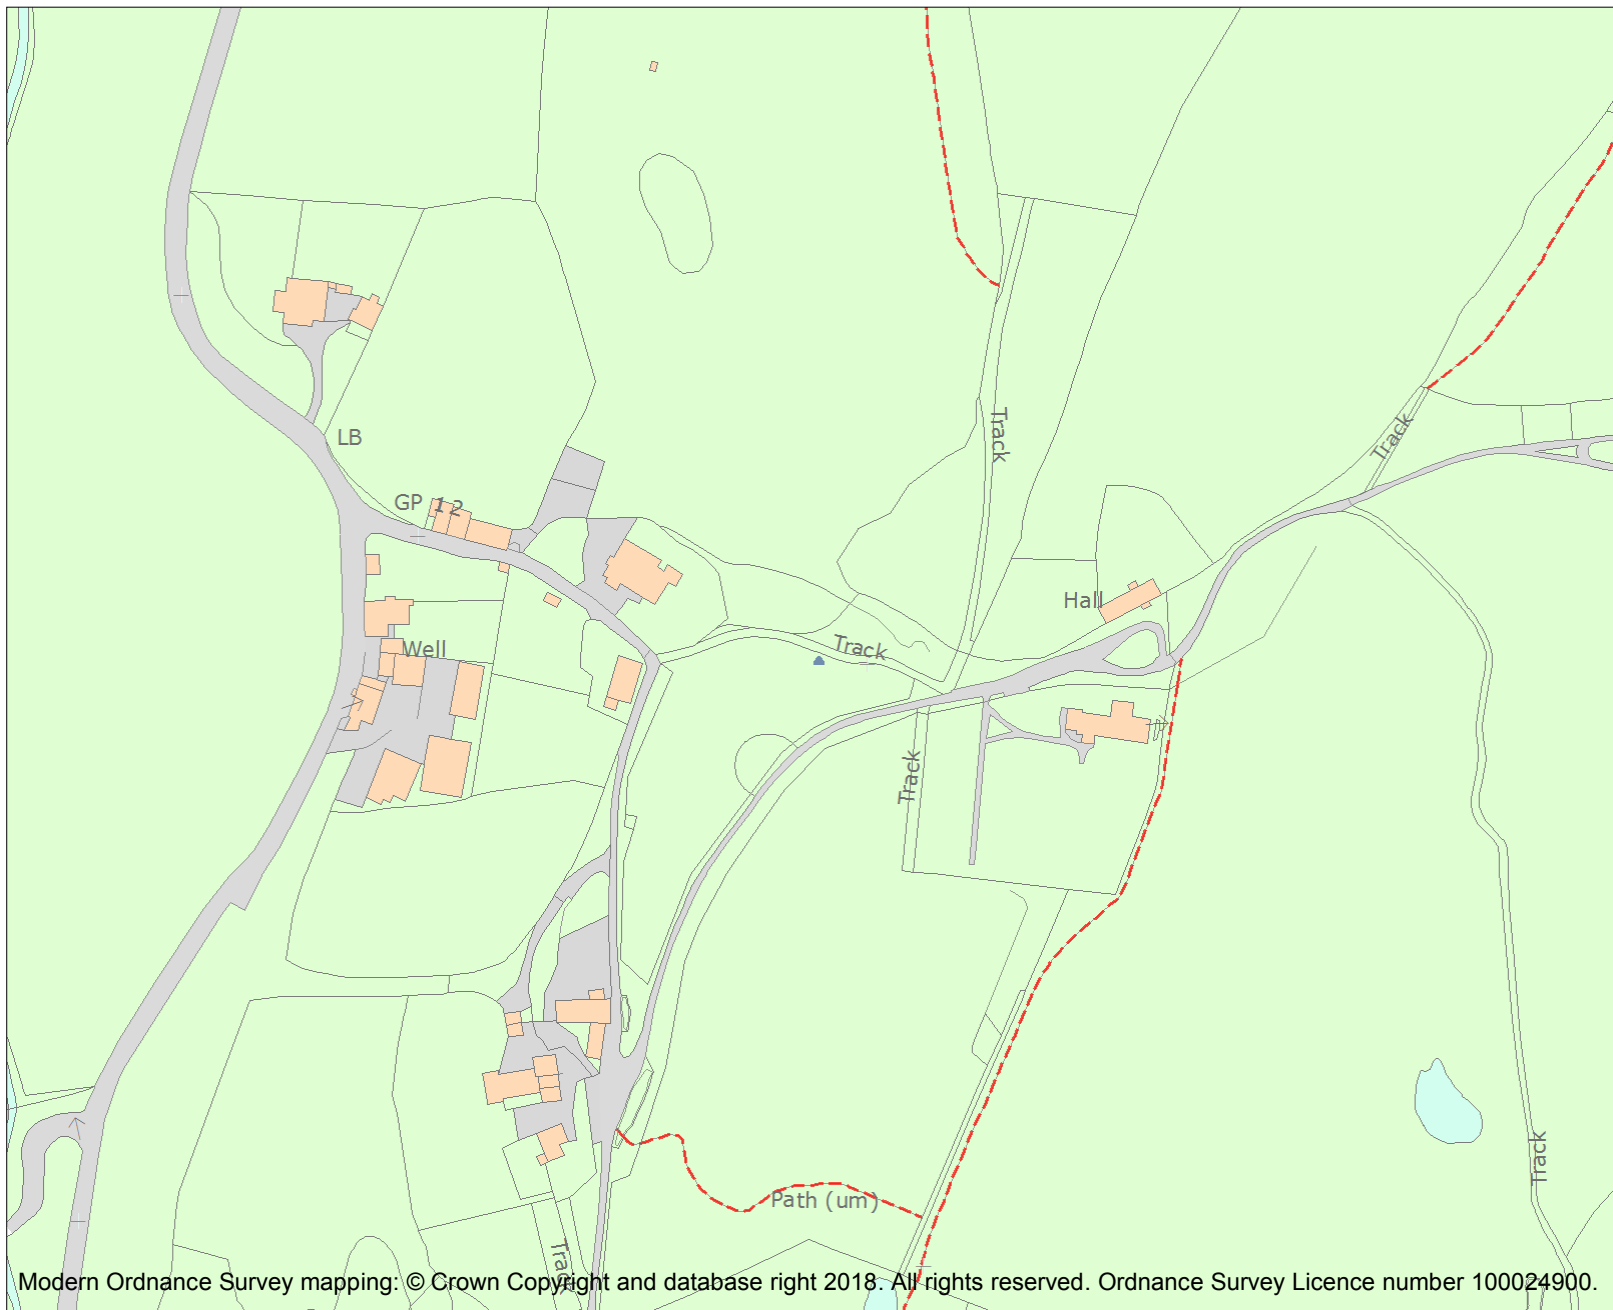 Track
Track
LB
GP 1 2
Hall
Well
Track
Track
Track
Path (um)
Track
Modern Ordnance Survey mapping: © Crown Copyright and database right 2018. All rights reserved. Ordnance Survey Licence number 100024900.